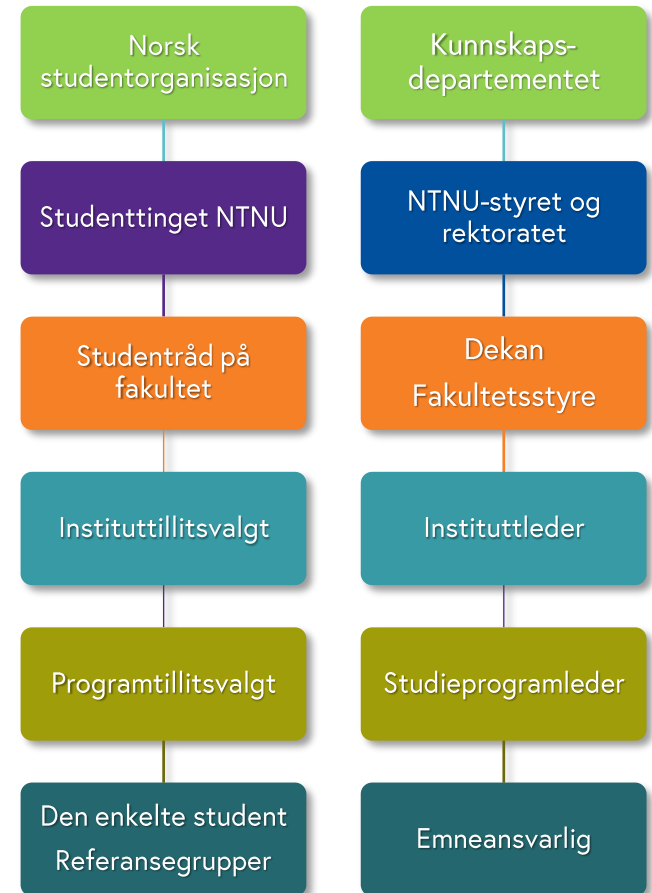 Norsk
studentorganisasjon
Kunnskaps-
departementet
Studenttinget NTNU
NTNU-styret og
rektoratet
Studentråd på
fakultet
Dekan
Fakultetsstyre
Instituttillitsvalgt
Instituttleder
Programtillitsvalgt
Studieprogramleder
Den enkelte student
Referansegrupper
Emneansvarlig